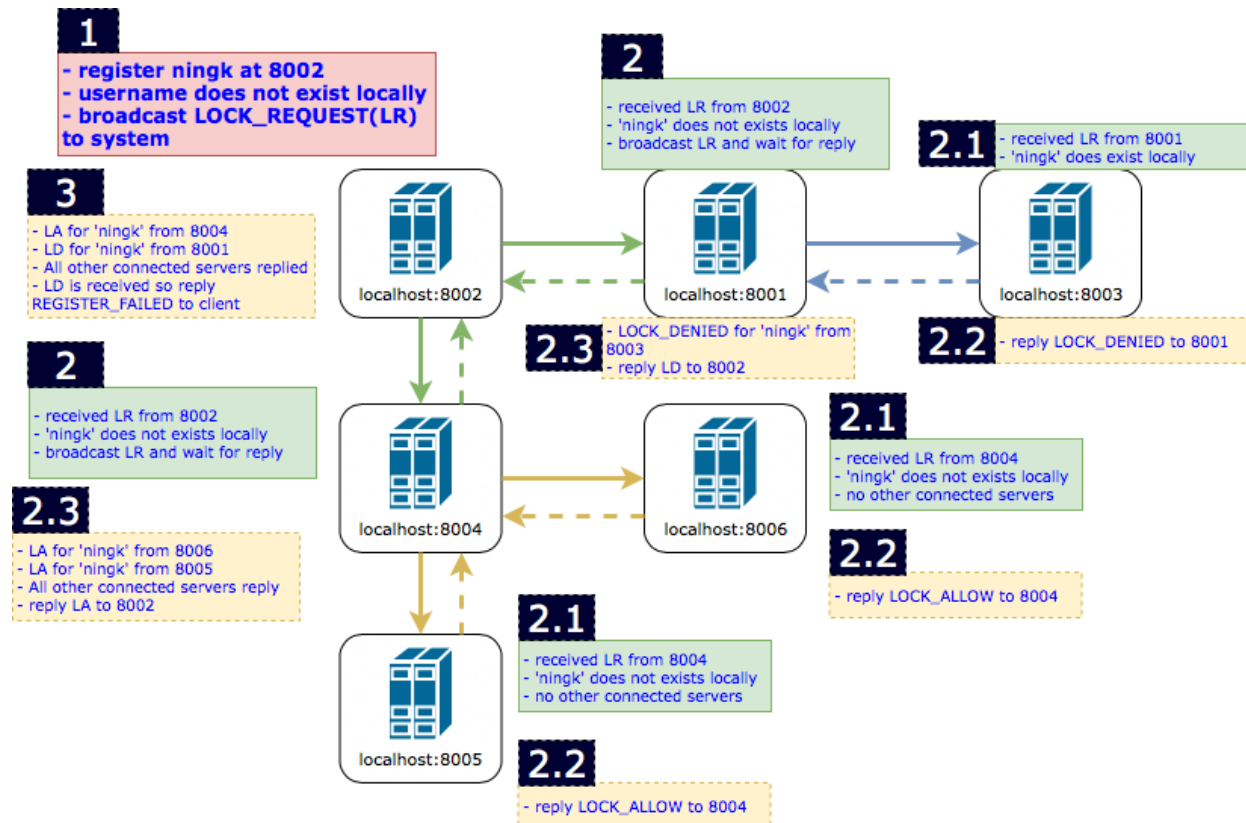 1
- register ningk at 8002
- username does not exist locally
- broadcast LOCK_REQUEST(LR)
to system
2
- received LR from 8002
- 'ningk' does not exists locally
- broadcast LR and wait for reply
2.1
- received LR from 8001
- 'ningk' does exist locally
3
- LA for 'ningk' from 8004
- LD for 'ningk' from 8001
- All other connected servers replied
- LD is received so reply
REGISTER_FAILED to client
localhost:8002
localhost:8001
localhost:8003
2.3
- LOCK_DENIED for 'ningk' from
8003
- reply LD to 8002
2.2
- reply LOCK_DENIED to 8001
2
- received LR from 8002
- 'ningk' does not exists locally
- broadcast LR and wait for reply
2.3
- LA for 'ningk' from 8006
- LA for 'ningk' from 8005
- All other connected servers reply
- reply LA to 8002
localhost:8004
localhost:8006
2.1
- received LR from 8004
- 'ningk' does not exists locally
- no other connected servers
2.2
- reply LOCK_ALLOW to 8004
localhost:8005
2.1
- received LR from 8004
- 'ningk' does not exists locally
- no other connected servers
2.2
- reply LOCK_ALLOW to 8004